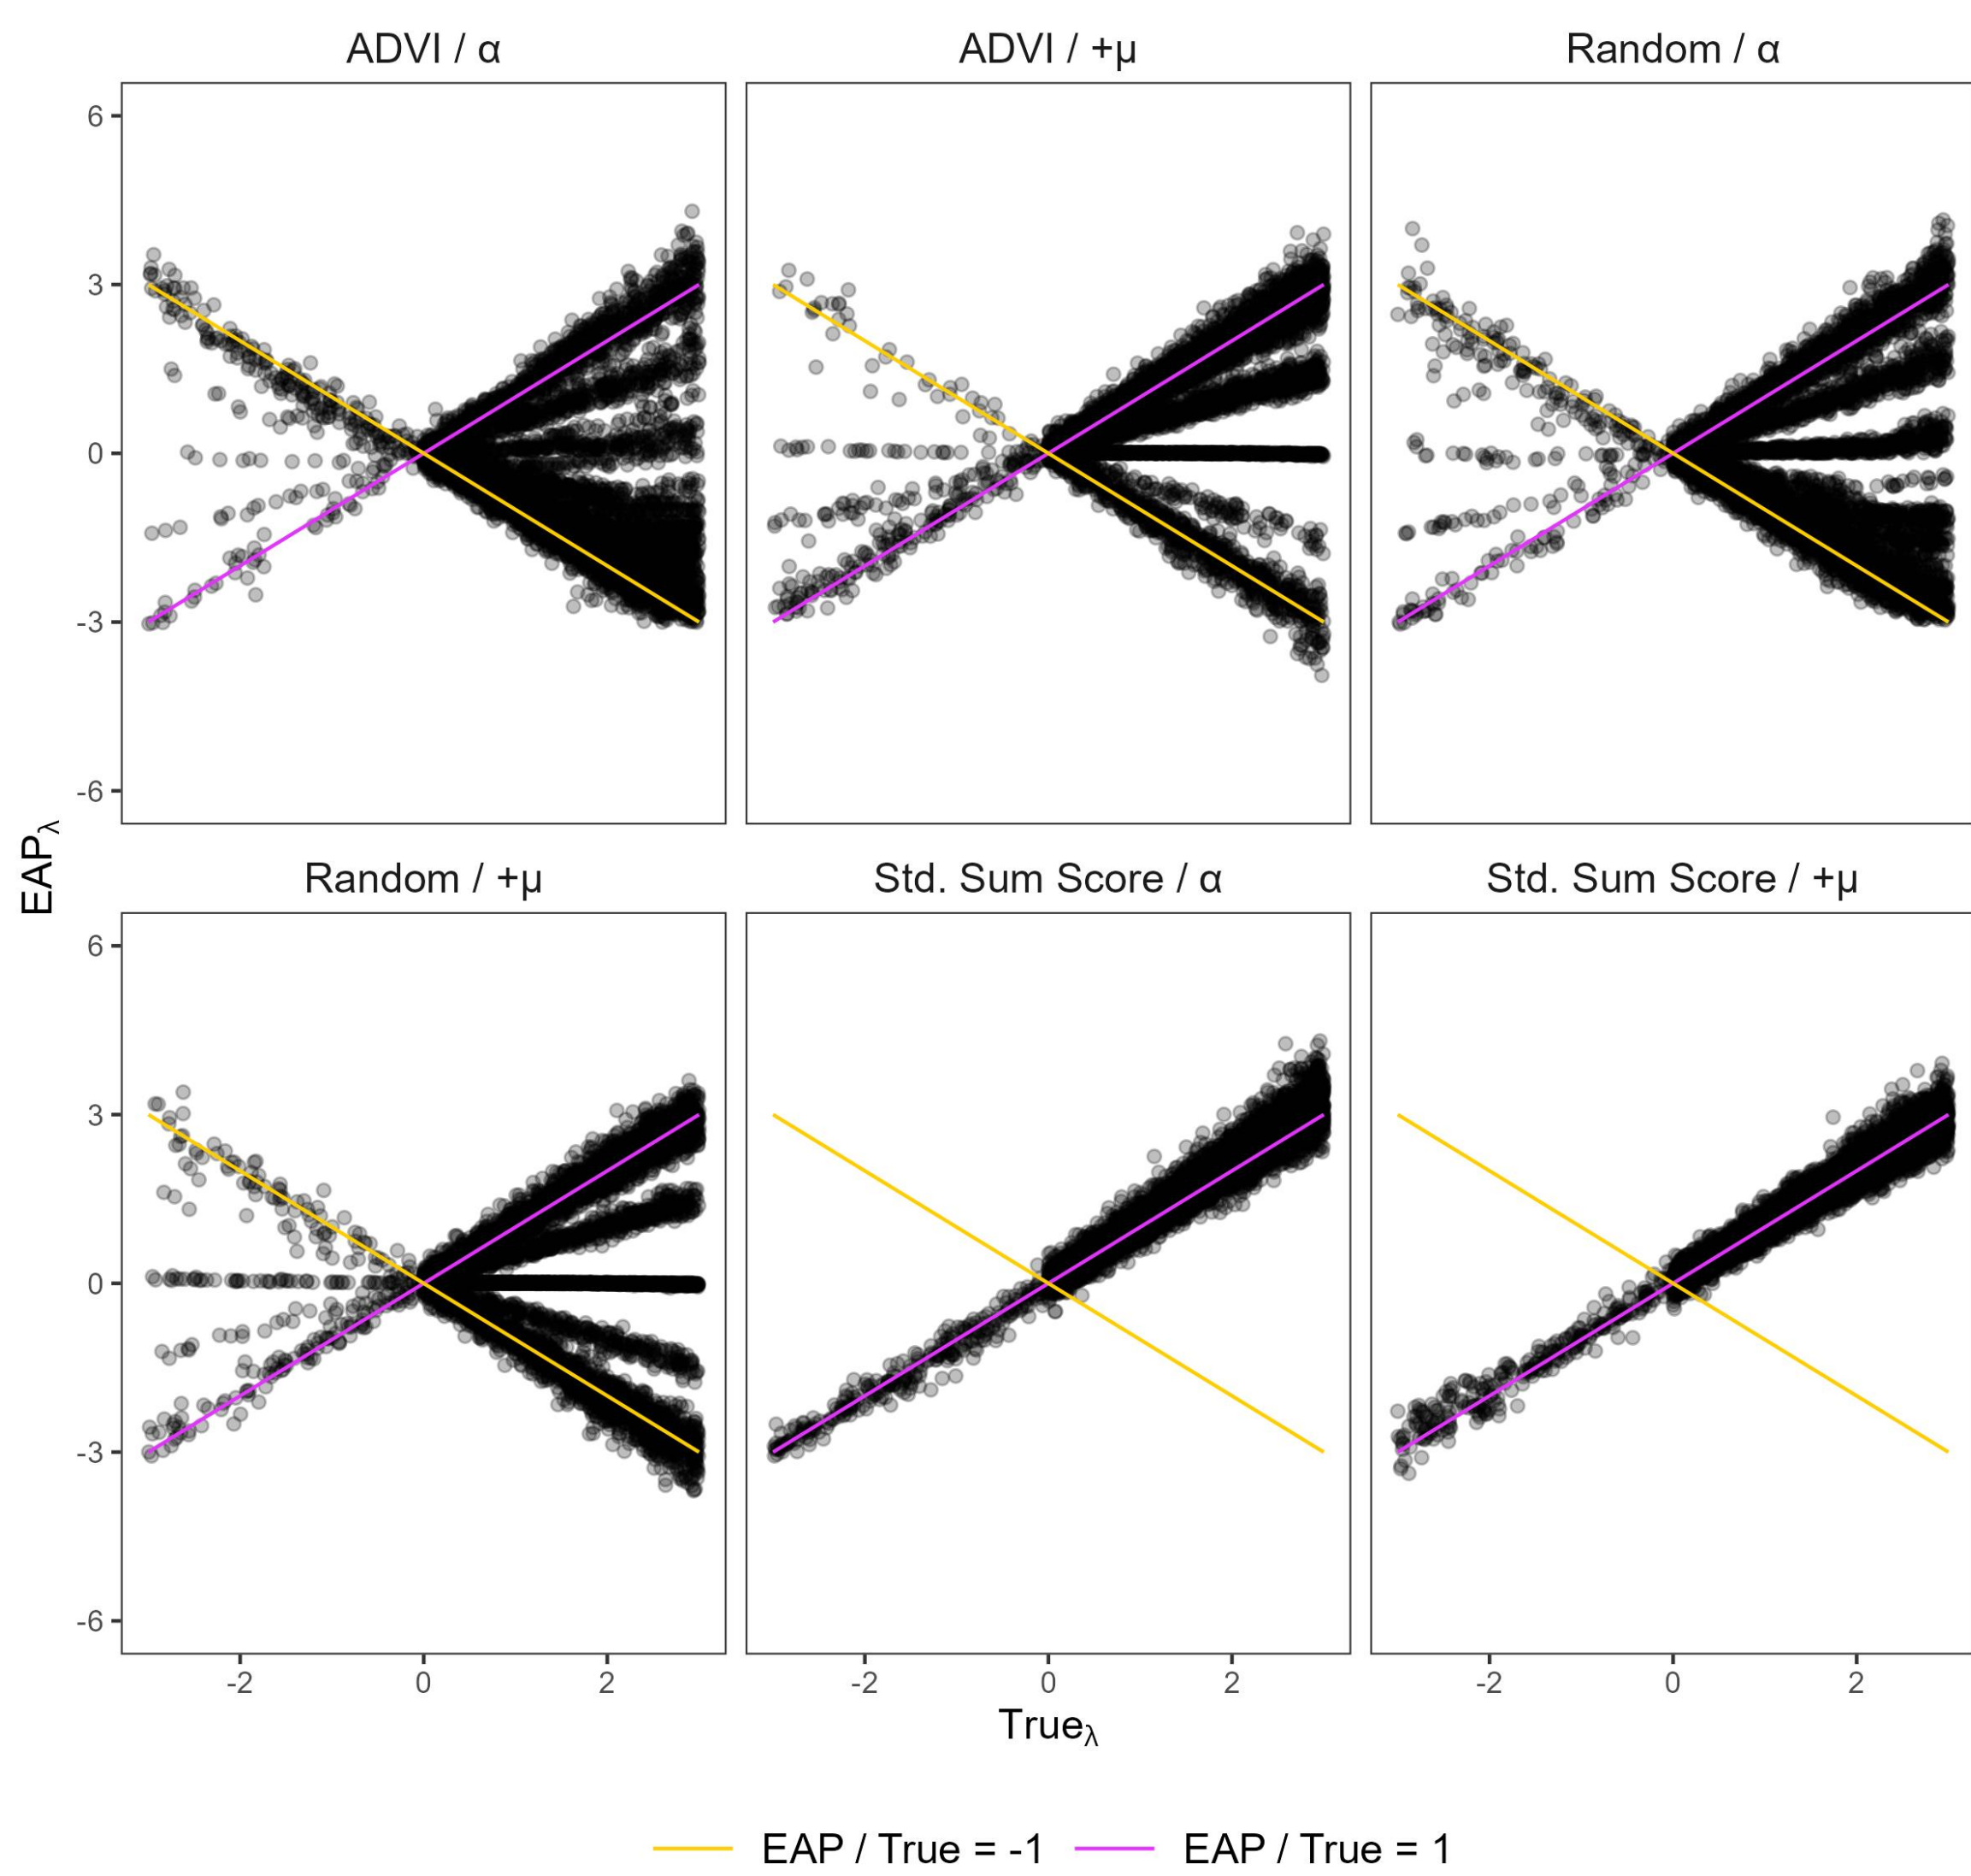 ADVI / α
ADVI / +μ
Random / α
6
3
0
-3
-6
EAPλ
Random / +μ
Std. Sum Score / α
Std. Sum Score / +μ
6
3
0
-3
-6
-2 0 2
-2 0 2
-2 0 2
Trueλ
EAP / True = -1
EAP / True = 1